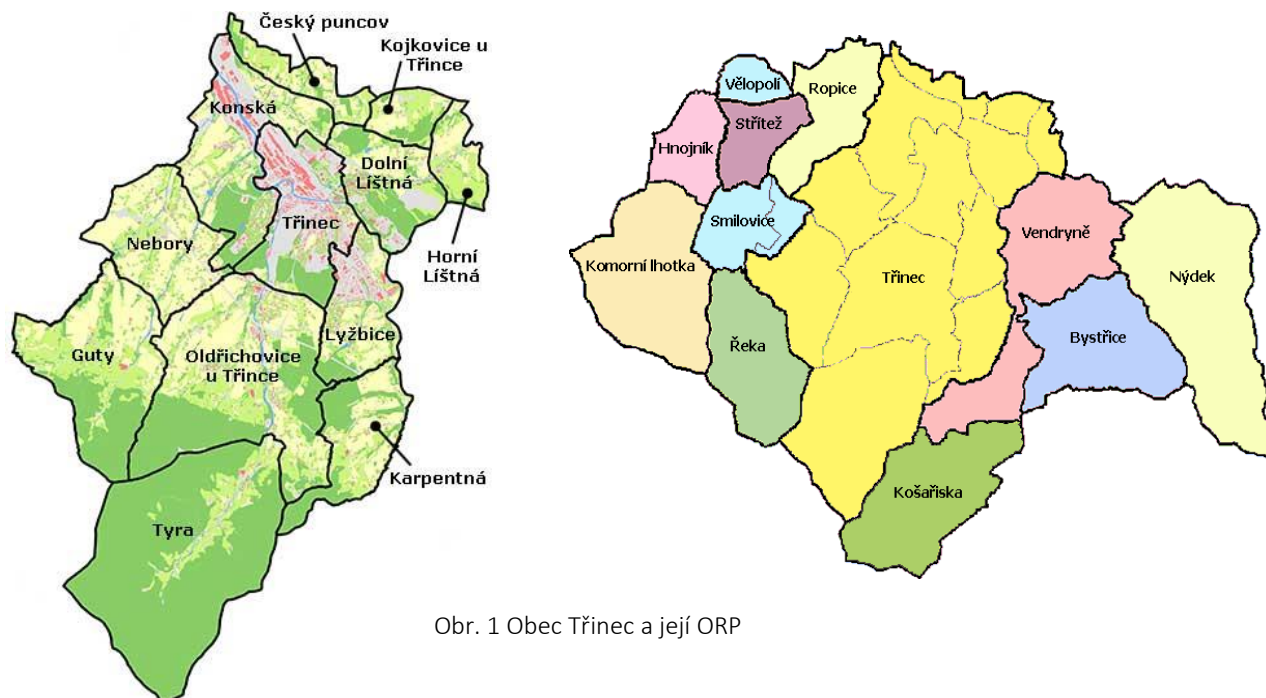 Český puncov
Kojkovice u
Třince
Konská
Dolní
Líštná
Třinec
Nebory
Horní
Líštná
Lyžbice
Guty
Oldřichovice
u Třince
Karpentná
Tyra
Vělopolí
Ropice
Střítež
Hnojník
Smilovice
Vendryně
Komorní lhotka
Třinec
Nýdek
Řeka
Bystřice
Košařiska
Obr. 1 Obec Třinec a její ORP